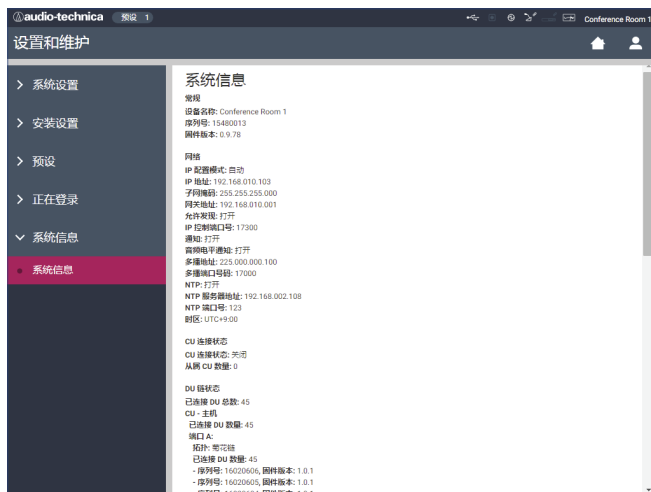 audio-technica 预设 1 Conference Room 1
设置和维护
系统设置
安装设置
预设
正在登录
系统信息
系统信息
系统信息
常规
设备名称: Conference Room 1
序列号: 15480013
固件版本: 0.9.78
网络
IP 配置模式: 自动
IP 地址: 192.168.010.103
子网掩码: 255.255.255.000
网关地址: 192.168.010.001
允许发现: 打开
IP 控制端口号: 17300
通知: 打开
音频电平通知: 打开
多播地址: 225.000.000.100
多播端口号码: 17000
NTP: 打开
NTP 服务器地址: 192.168.002.108
NTP 端口号: 123
时区: UTC+9:00
CU 连接状态
CU 连接状态: 关闭
从属 CU 数量: 0
DU 链状态
已连接 DU 总数: 45
CU - 主机
已连接 DU 数量: 45
端口 A:
拓扑: 菊花链
已连接 DU 数量: 45
- 序列号: 16020606, 固件版本: 1.0.1
- 序列号: 16020605, 固件版本: 1.0.1